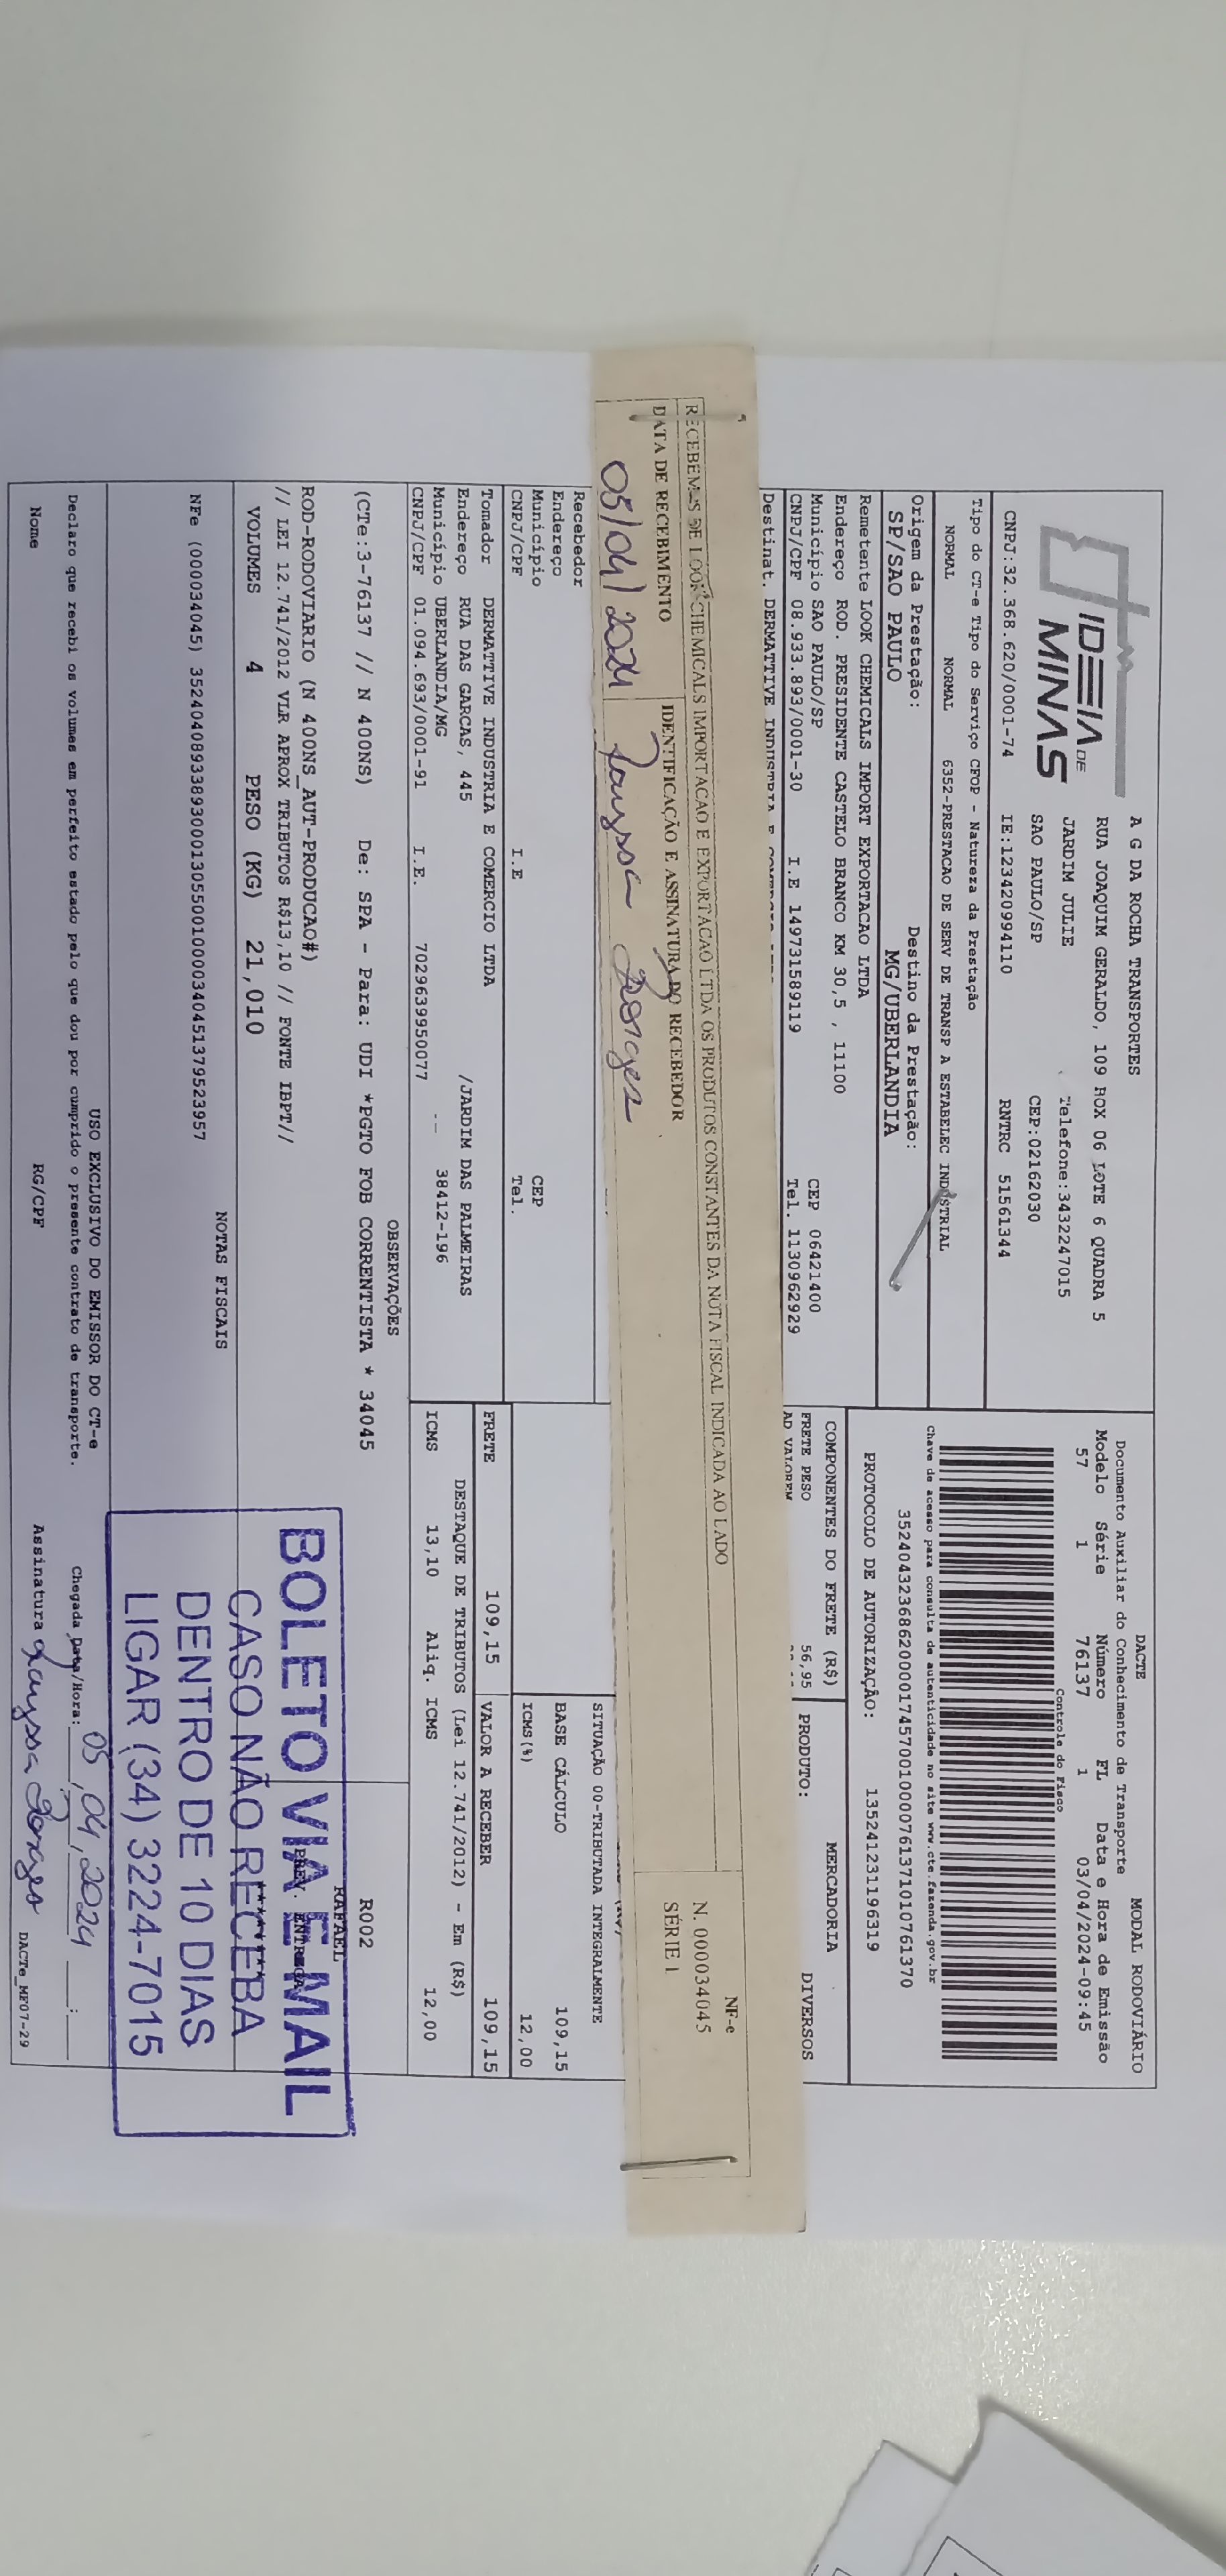 IDEIA DE
MINAS
A G DA ROCHA TRANSPORTES
RUA JOAQUIM GERALDO, 109 BOX 06 LOTE 6 QUADRA 5
JARDIM JULIE Telefone:3432247015
SAO PAULO/SP CEP:02162030
CNPJ:32.368.620/0001-74 IE:123420994110 RNTRC 51561344
DACTE MODAL RODOVIÁRIO
Documento Auxiliar do Conhecimento de Transporte
Modelo Série Número FL Data e Hora de Emissão
57 1 76137 1 03/04/2024-09:45
Controle do Fisco
Chave de acesso para consulta de autenticidade no site www.cte.fazenda.gov.br
35240432368620000174570010000761371010761370
PROTOCOLO DE AUTORIZAÇÃO: 135241231196319
Tipo do CT-e Tipo do Serviço CFOP - Natureza da Prestação
NORMAL NORMAL 6352-PRESTACAO DE SERV DE TRANSP A ESTABELEC INDUSTRIAL
Origem da Prestação: Destino da Prestação:
SP/SAO PAULO MG/UBERLANDIA
Remetente LOOK CHEMICALS IMPORT EXPORTACAO LTDA
Endereço ROD. PRESIDENTE CASTELO BRANCO KM 30,5 , 11100
Município SAO PAULO/SP CEP 06421400
CNPJ/CPF 08.933.893/0001-30 I.E 149731589119 Tel. 1130962929
Destinat. DERMATTIVE INDUSTRIA E COMERCIO LTDA
COMPONENTES DO FRETE (R$)
FRETE PESO 56,95
AD VALOREM
PRODUTO: MERCADORIA DIVERSOS
RECEBEMOS DE LOOK CHEMICALS IMPORTACAO E EXPORTACAO LTDA OS PRODUTOS CONSTANTES DA NOTA FISCAL INDICADA AO LADO
DATA DE RECEBIMENTO IDENTIFICAÇÃO E ASSINATURA DO RECEBEDOR
05/04/2024 Borges
NF-e
N. 000034045
SÉRIE 1
Recebedor
Endereço
Município CEP
CNPJ/CPF I.E Tel.
SITUAÇÃO 00-TRIBUTADA INTEGRALMENTE
BASE CÁLCULO 109,15
ICMS(%) 12,00
Tomador DERMATTIVE INDUSTRIA E COMERCIO LTDA
Endereço RUA DAS GARCAS, 445 /JARDIM DAS PALMEIRAS
Município UBERLANDIA/MG 38412-196
CNPJ/CPF 01.094.693/0001-91 I.E. 7029639950077
FRETE 109,15 VALOR A RECEBER 109,15
DESTAQUE DE TRIBUTOS (Lei 12.741/2012) - Em (R$)
ICMS 13,10 Aliq. ICMS 12,00
OBSERVAÇÕES
(CTe:3-76137 // N 400NS) De: SPA - Para: UDI *PGTO FOB CORRENTISTA * 34045
ROD-RODOVIARIO (N 400NS_AUT-PRODUCAO#)
// LEI 12.741/2012 VLR APROX TRIBUTOS R$13,10 // FONTE IBPT//
R002
RAFAEL
PREV. ENTREGA
VOLUMES 4 PESO (KG) 21,010
NOTAS FISCAIS
NFe (000034045) 35240408933893000130550010000340451379523957
BOLETO VIA E-MAIL
CASO NÃO RECEBA
DENTRO DE 10 DIAS
LIGAR (34) 3224-7015
USO EXCLUSIVO DO EMISSOR DO CT-e
Declaro que recebi os volumes em perfeito estado pelo que dou por cumprido o presente contrato de transporte.
Chegada Data/Hora: 05,04,2024 :
Nome RG/CPF Assinatura Borges
DACTe_MF07-29